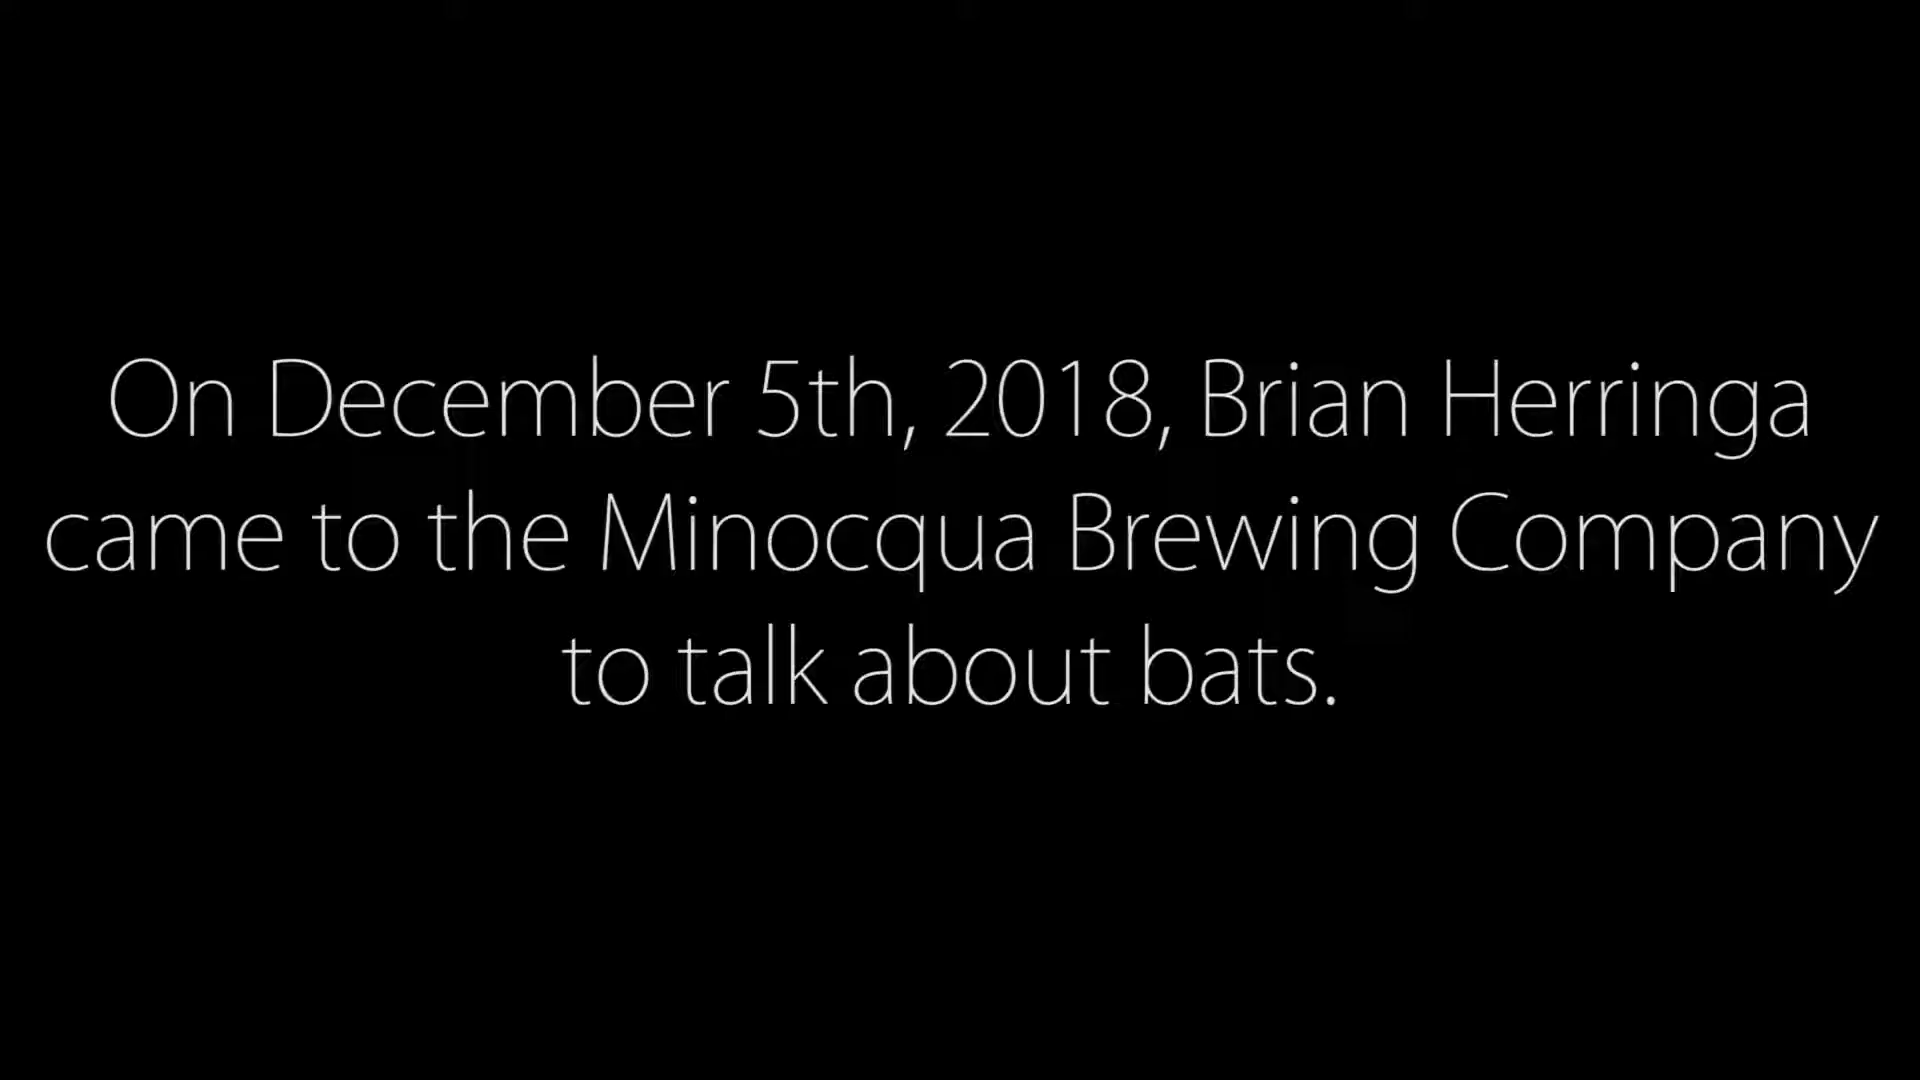 On December 5th, 2018, Brian Herringa
came to the Minocqua Brewing Company
to talk about bats.